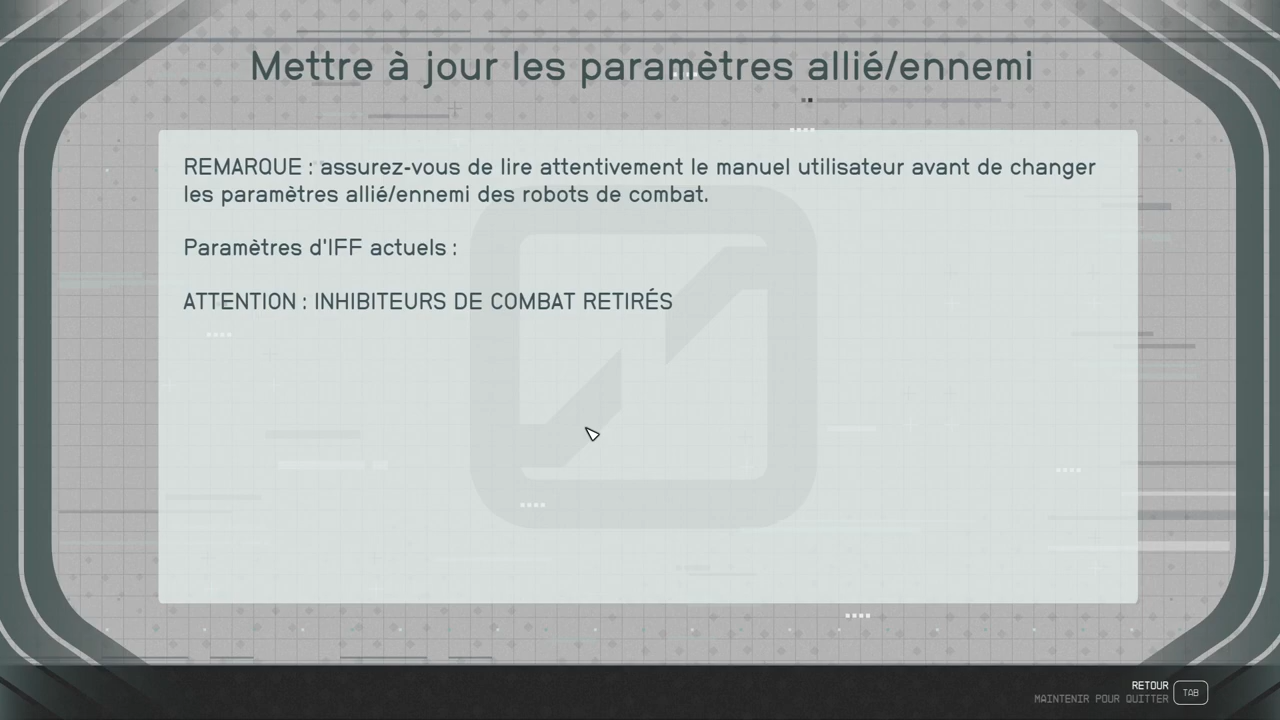 Mettre à jour les paramètres allié/ennemi
REMARQUE : assurez-vous de lire attentivement le manuel utilisateur avant de changer
les paramètres allié/ennemi des robots de combat.
Paramètres d'IFF actuels :
ATTENTION : INHIBITEURS DE COMBAT RETIRÉS
RETOUR
MAINTENIR POUR QUITTER
TAB